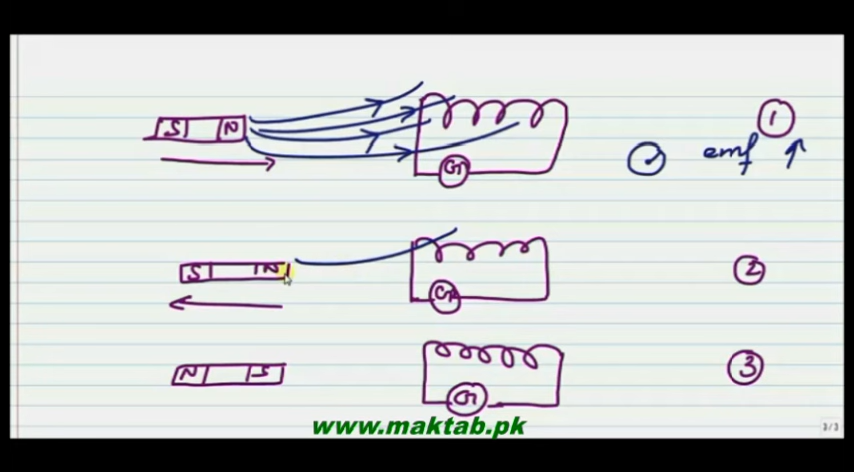 1
S N
G
emf ↑
S N
G
2
N S
G
3
www.maktab.pk
3/3